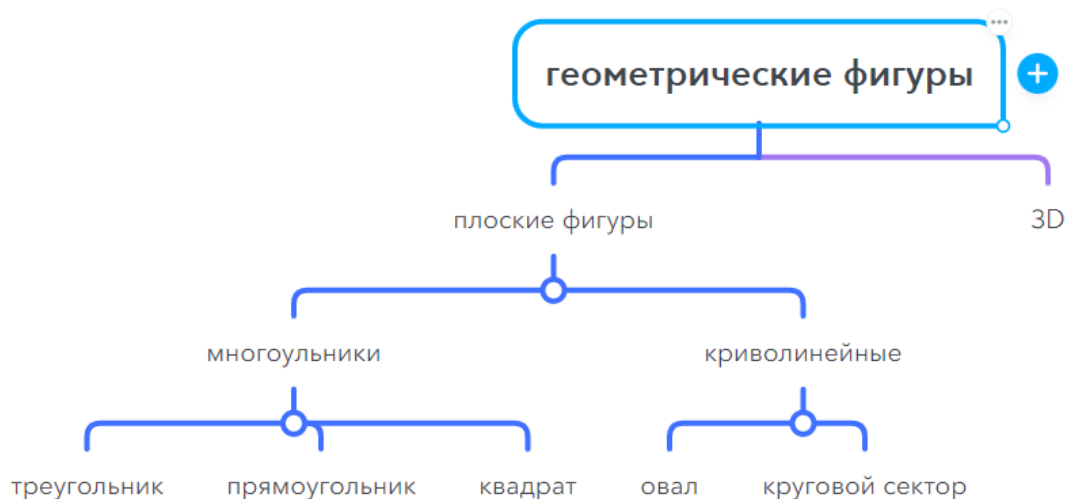 геометрические фигуры
плоские фигуры 3D
многоульники криволинейные
треугольник прямоугольник квадрат овал круговой сектор